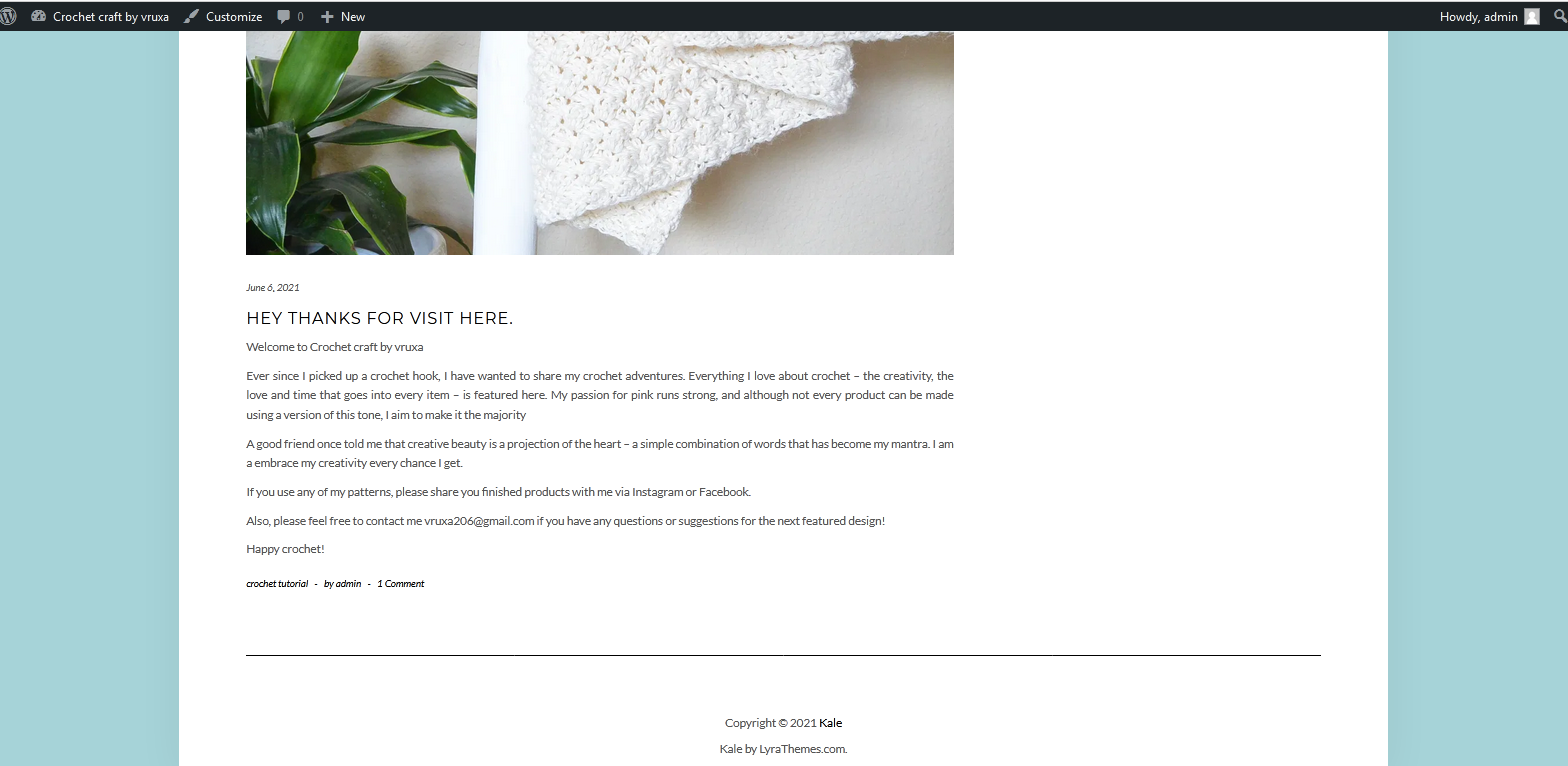 Crochet craft by vruxa Customize 0 New Howdy, admin
June 6, 2021
HEY THANKS FOR VISIT HERE.
Welcome to Crochet craft by vruxa
Ever since I picked up a crochet hook, I have wanted to share my crochet adventures. Everything I love about crochet – the creativity, the
love and time that goes into every item – is featured here. My passion for pink runs strong, and although not every product can be made
using a version of this tone, I aim to make it the majority
A good friend once told me that creative beauty is a projection of the heart – a simple combination of words that has become my mantra. I am
a embrace my creativity every chance I get.
If you use any of my patterns, please share you finished products with me via Instagram or Facebook.
Also, please feel free to contact me vruxa206@gmail.com if you have any questions or suggestions for the next featured design!
Happy crochet!
crochet tutorial - by admin - 1 Comment
Copyright © 2021 Kale
Kale by LyraThemes.com.